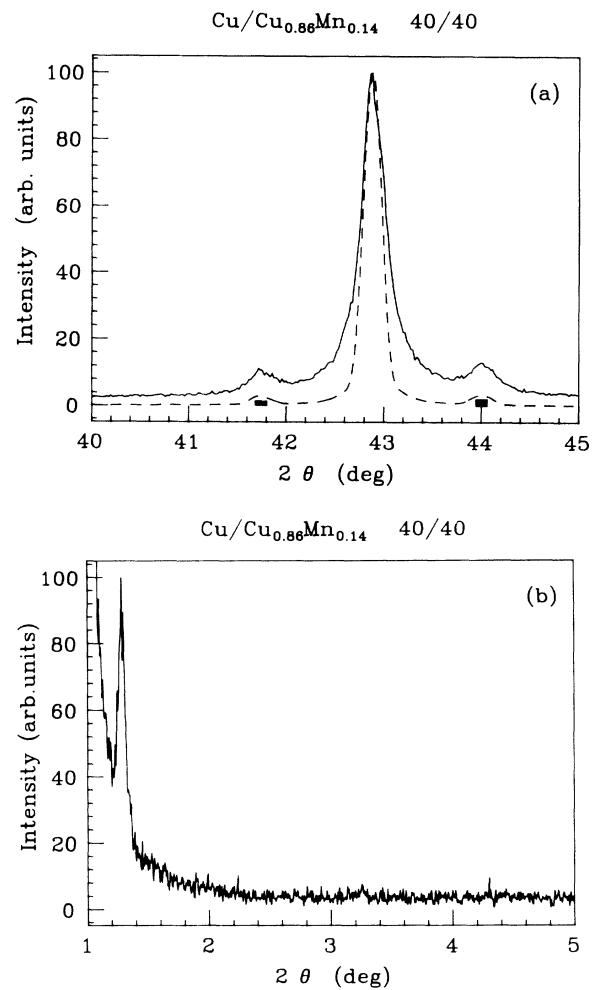 Cu/Cu₀.₈₆Mn₀.₁₄ 40/40
(a)
Intensity (arb. units)
100
80
60
40
20
0
40 41 42 43 44 45
2 θ (deg)
Cu/Cu₀.₈₆Mn₀.₁₄ 40/40
(b)
Intensity (arb.units)
100
80
60
40
20
0
1 2 3 4 5
2 θ (deg)